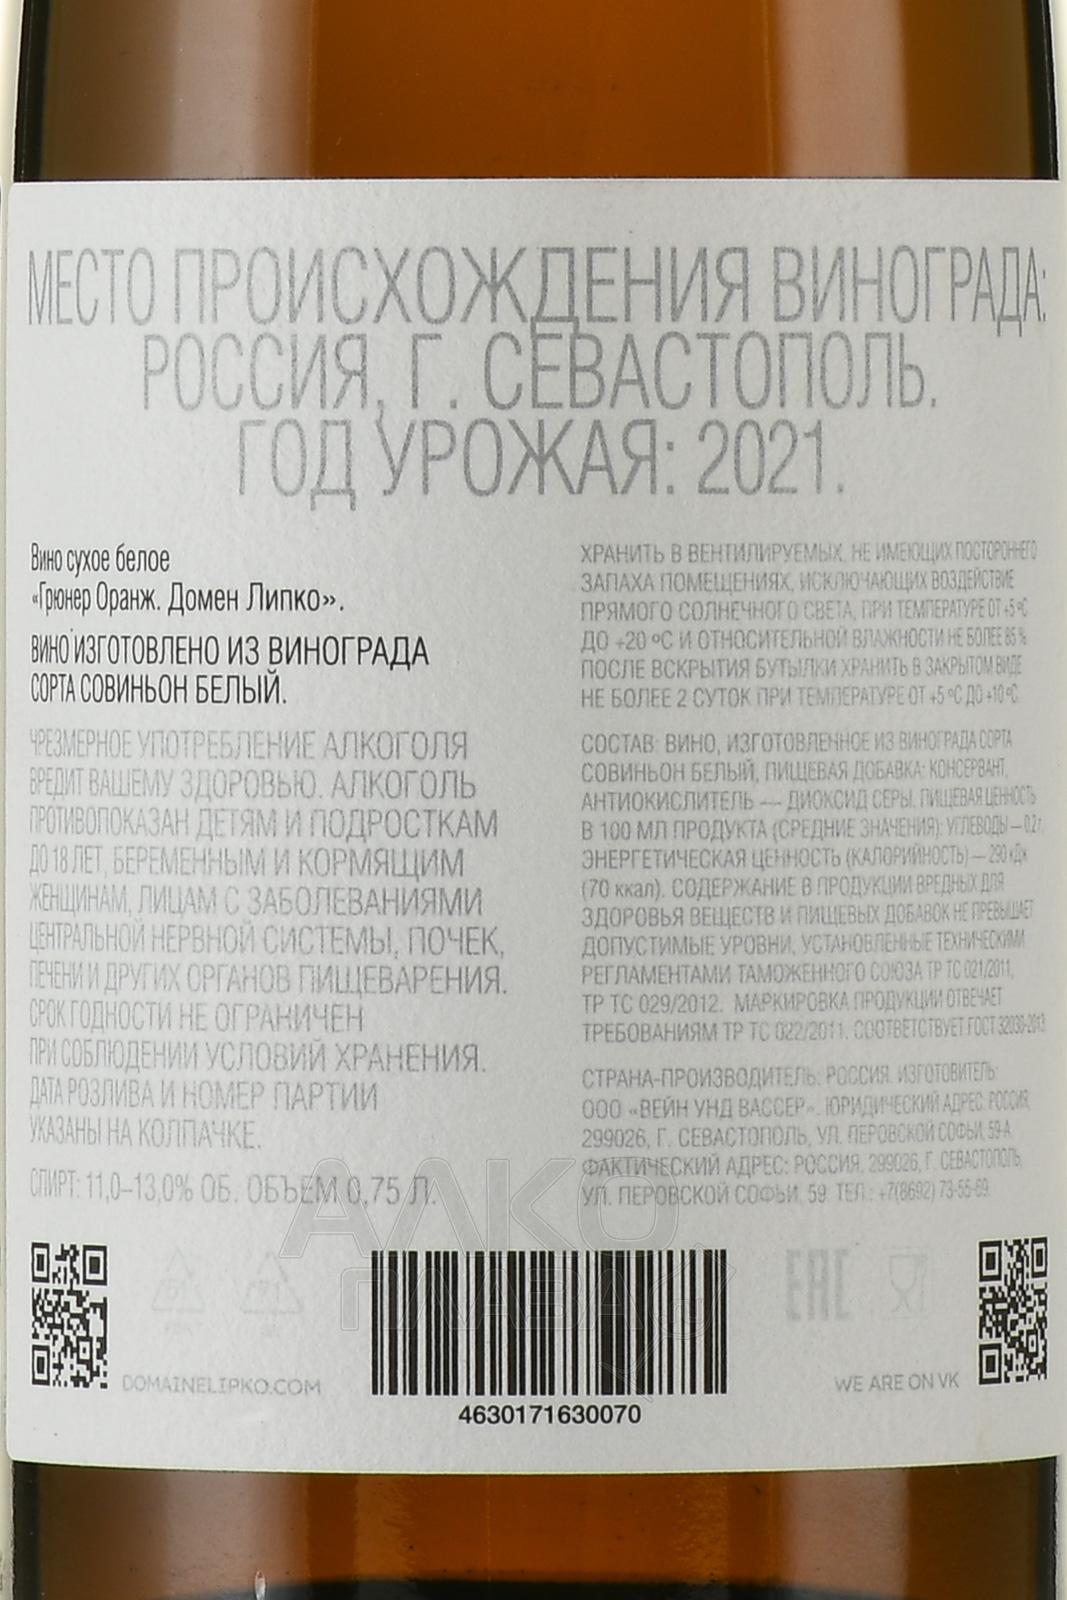 МЕСТО ПРОИСХОЖДЕНИЯ ВИНОГРАДА:
РОССИЯ, Г. СЕВАСТОПОЛЬ.
ГОД УРОЖАЯ: 2021.
Вино сухое белое
«Грюнер Оранж. Домен Липко».
ВИНО ИЗГОТОВЛЕНО ИЗ ВИНОГРАДА
СОРТА СОВИНЬОН БЕЛЫЙ.
ЧРЕЗМЕРНОЕ УПОТРЕБЛЕНИЕ АЛКОГОЛЯ
ВРЕДИТ ВАШЕМУ ЗДОРОВЬЮ. АЛКОГОЛЬ
ПРОТИВОПОКАЗАН ДЕТЯМ И ПОДРОСТКАМ
ДО 18 ЛЕТ, БЕРЕМЕННЫМ И КОРМЯЩИМ
ЖЕНЩИНАМ, ЛИЦАМ С ЗАБОЛЕВАНИЯМИ
ЦЕНТРАЛЬНОЙ НЕРВНОЙ СИСТЕМЫ, ПОЧЕК,
ПЕЧЕНИ И ДРУГИХ ОРГАНОВ ПИЩЕВАРЕНИЯ.
СРОК ГОДНОСТИ НЕ ОГРАНИЧЕН
ПРИ СОБЛЮДЕНИИ УСЛОВИЙ ХРАНЕНИЯ.
ДАТА РОЗЛИВА И НОМЕР ПАРТИИ
УКАЗАНЫ НА КОЛПАЧКЕ.
СПИРТ: 11,0–13,0% ОБ. ОБЪЕМ 0,75 Л.
ХРАНИТЬ В ВЕНТИЛИРУЕМЫХ, НЕ ИМЕЮЩИХ ПОСТОРОННЕГО
ЗАПАХА ПОМЕЩЕНИЯХ, ИСКЛЮЧАЮЩИХ ВОЗДЕЙСТВИЕ
ПРЯМОГО СОЛНЕЧНОГО СВЕТА, ПРИ ТЕМПЕРАТУРЕ ОТ +5 ºС
ДО +20 ºС И ОТНОСИТЕЛЬНОЙ ВЛАЖНОСТИ НЕ БОЛЕЕ 85 %
ПОСЛЕ ВСКРЫТИЯ БУТЫЛКИ ХРАНИТЬ В ЗАКРЫТОМ ВИДЕ
НЕ БОЛЕЕ 2 СУТОК ПРИ ТЕМПЕРАТУРЕ ОТ +5 ºС ДО +10 ºС.
СОСТАВ: ВИНО, ИЗГОТОВЛЕННОЕ ИЗ ВИНОГРАДА СОРТА
СОВИНЬОН БЕЛЫЙ, ПИЩЕВАЯ ДОБАВКА: КОНСЕРВАНТ,
АНТИОКИСЛИТЕЛЬ — ДИОКСИД СЕРЫ. ПИЩЕВАЯ ЦЕННОСТЬ
В 100 МЛ ПРОДУКТА (СРЕДНИЕ ЗНАЧЕНИЯ): УГЛЕВОДЫ — 0,2 г,
ЭНЕРГЕТИЧЕСКАЯ ЦЕННОСТЬ (КАЛОРИЙНОСТЬ) — 290 кДж
(70 ккал). СОДЕРЖАНИЕ В ПРОДУКЦИИ ВРЕДНЫХ ДЛЯ
ЗДОРОВЬЯ ВЕЩЕСТВ И ПИЩЕВЫХ ДОБАВОК НЕ ПРЕВЫШАЕТ
ДОПУСТИМЫЕ УРОВНИ, УСТАНОВЛЕННЫЕ ТЕХНИЧЕСКИМИ
РЕГЛАМЕНТАМИ ТАМОЖЕННОГО СОЮЗА ТР ТС 021/2011,
ТР ТС 029/2012. МАРКИРОВКА ПРОДУКЦИИ ОТВЕЧАЕТ
ТРЕБОВАНИЯМ ТР ТС 022/2011. СООТВЕТСТВУЕТ ГОСТ 32030-2013
СТРАНА-ПРОИЗВОДИТЕЛЬ: РОССИЯ. ИЗГОТОВИТЕЛЬ:
ООО «ВЕЙН УНД ВАССЕР». ЮРИДИЧЕСКИЙ АДРЕС: РОССИЯ,
299026, Г. СЕВАСТОПОЛЬ, УЛ. ПЕРОВСКОЙ СОФЬИ, 59-А
ФАКТИЧЕСКИЙ АДРЕС: РОССИЯ, 299026, Г. СЕВАСТОПОЛЬ,
УЛ. ПЕРОВСКОЙ СОФЬИ, 59. ТЕЛ.: +7(8692) 73-55-69.
АЛКО
ГЛАВА.RU
EAC
DOMAINELIPKO.COM
WE ARE ON VK
4630171630070